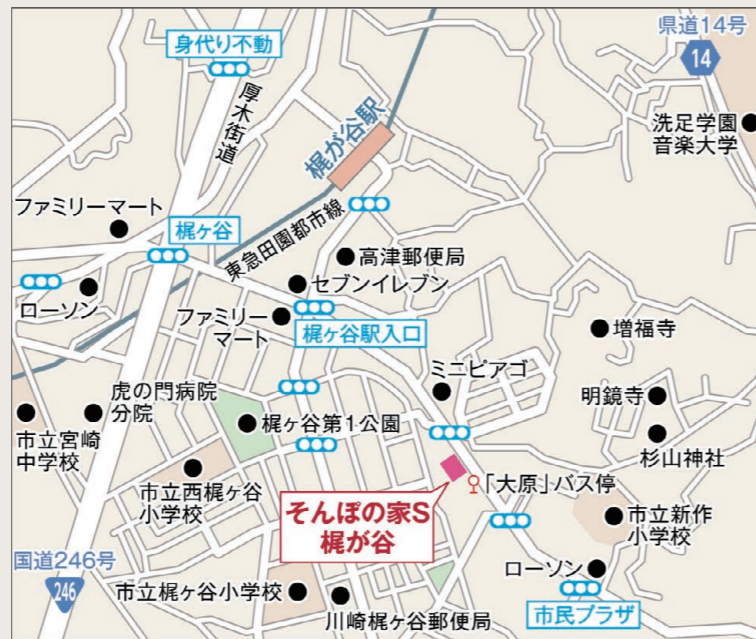 県道14号
14
身代り不動
厚木街道
梶が谷駅
洗足学園
音楽大学
ファミリーマート
梶ヶ谷
東急田園都市線
高津郵便局
セブンイレブン
ローソン
ファミリー
マート
梶ヶ谷駅入口
増福寺
ミニピアゴ
虎の門病院
分院
明鏡寺
市立宮崎
中学校
梶ヶ谷第1公園
杉山神社
市立西梶ヶ谷
小学校
「大原」バス停
そんぽの家S
梶が谷
市立新作
小学校
国道246号
246
ローソン
市立梶ヶ谷小学校
川崎梶ヶ谷郵便局
市民プラザ